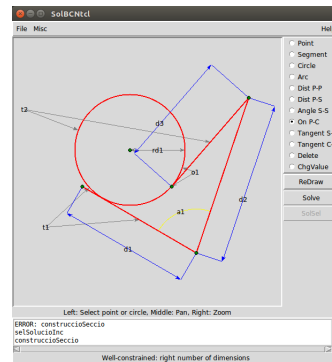 SolBCNtcl
File Misc Hel
Point
Segment
Circle
Arc
Dist P-P
Dist P-S
Angle S-S
On P-C
Tangent S-
Tangent C-
Delete
ChgValue
ReDraw
Solve
SolSel
t2
d3
rd1
o1
a1
d2
t1
d1
Left: Select point or circle, Middle: Pan, Right: Zoom
ERROR: construccioSeccio
selSolucioInc
construccioSeccio
Well-constrained: right number of dimensions